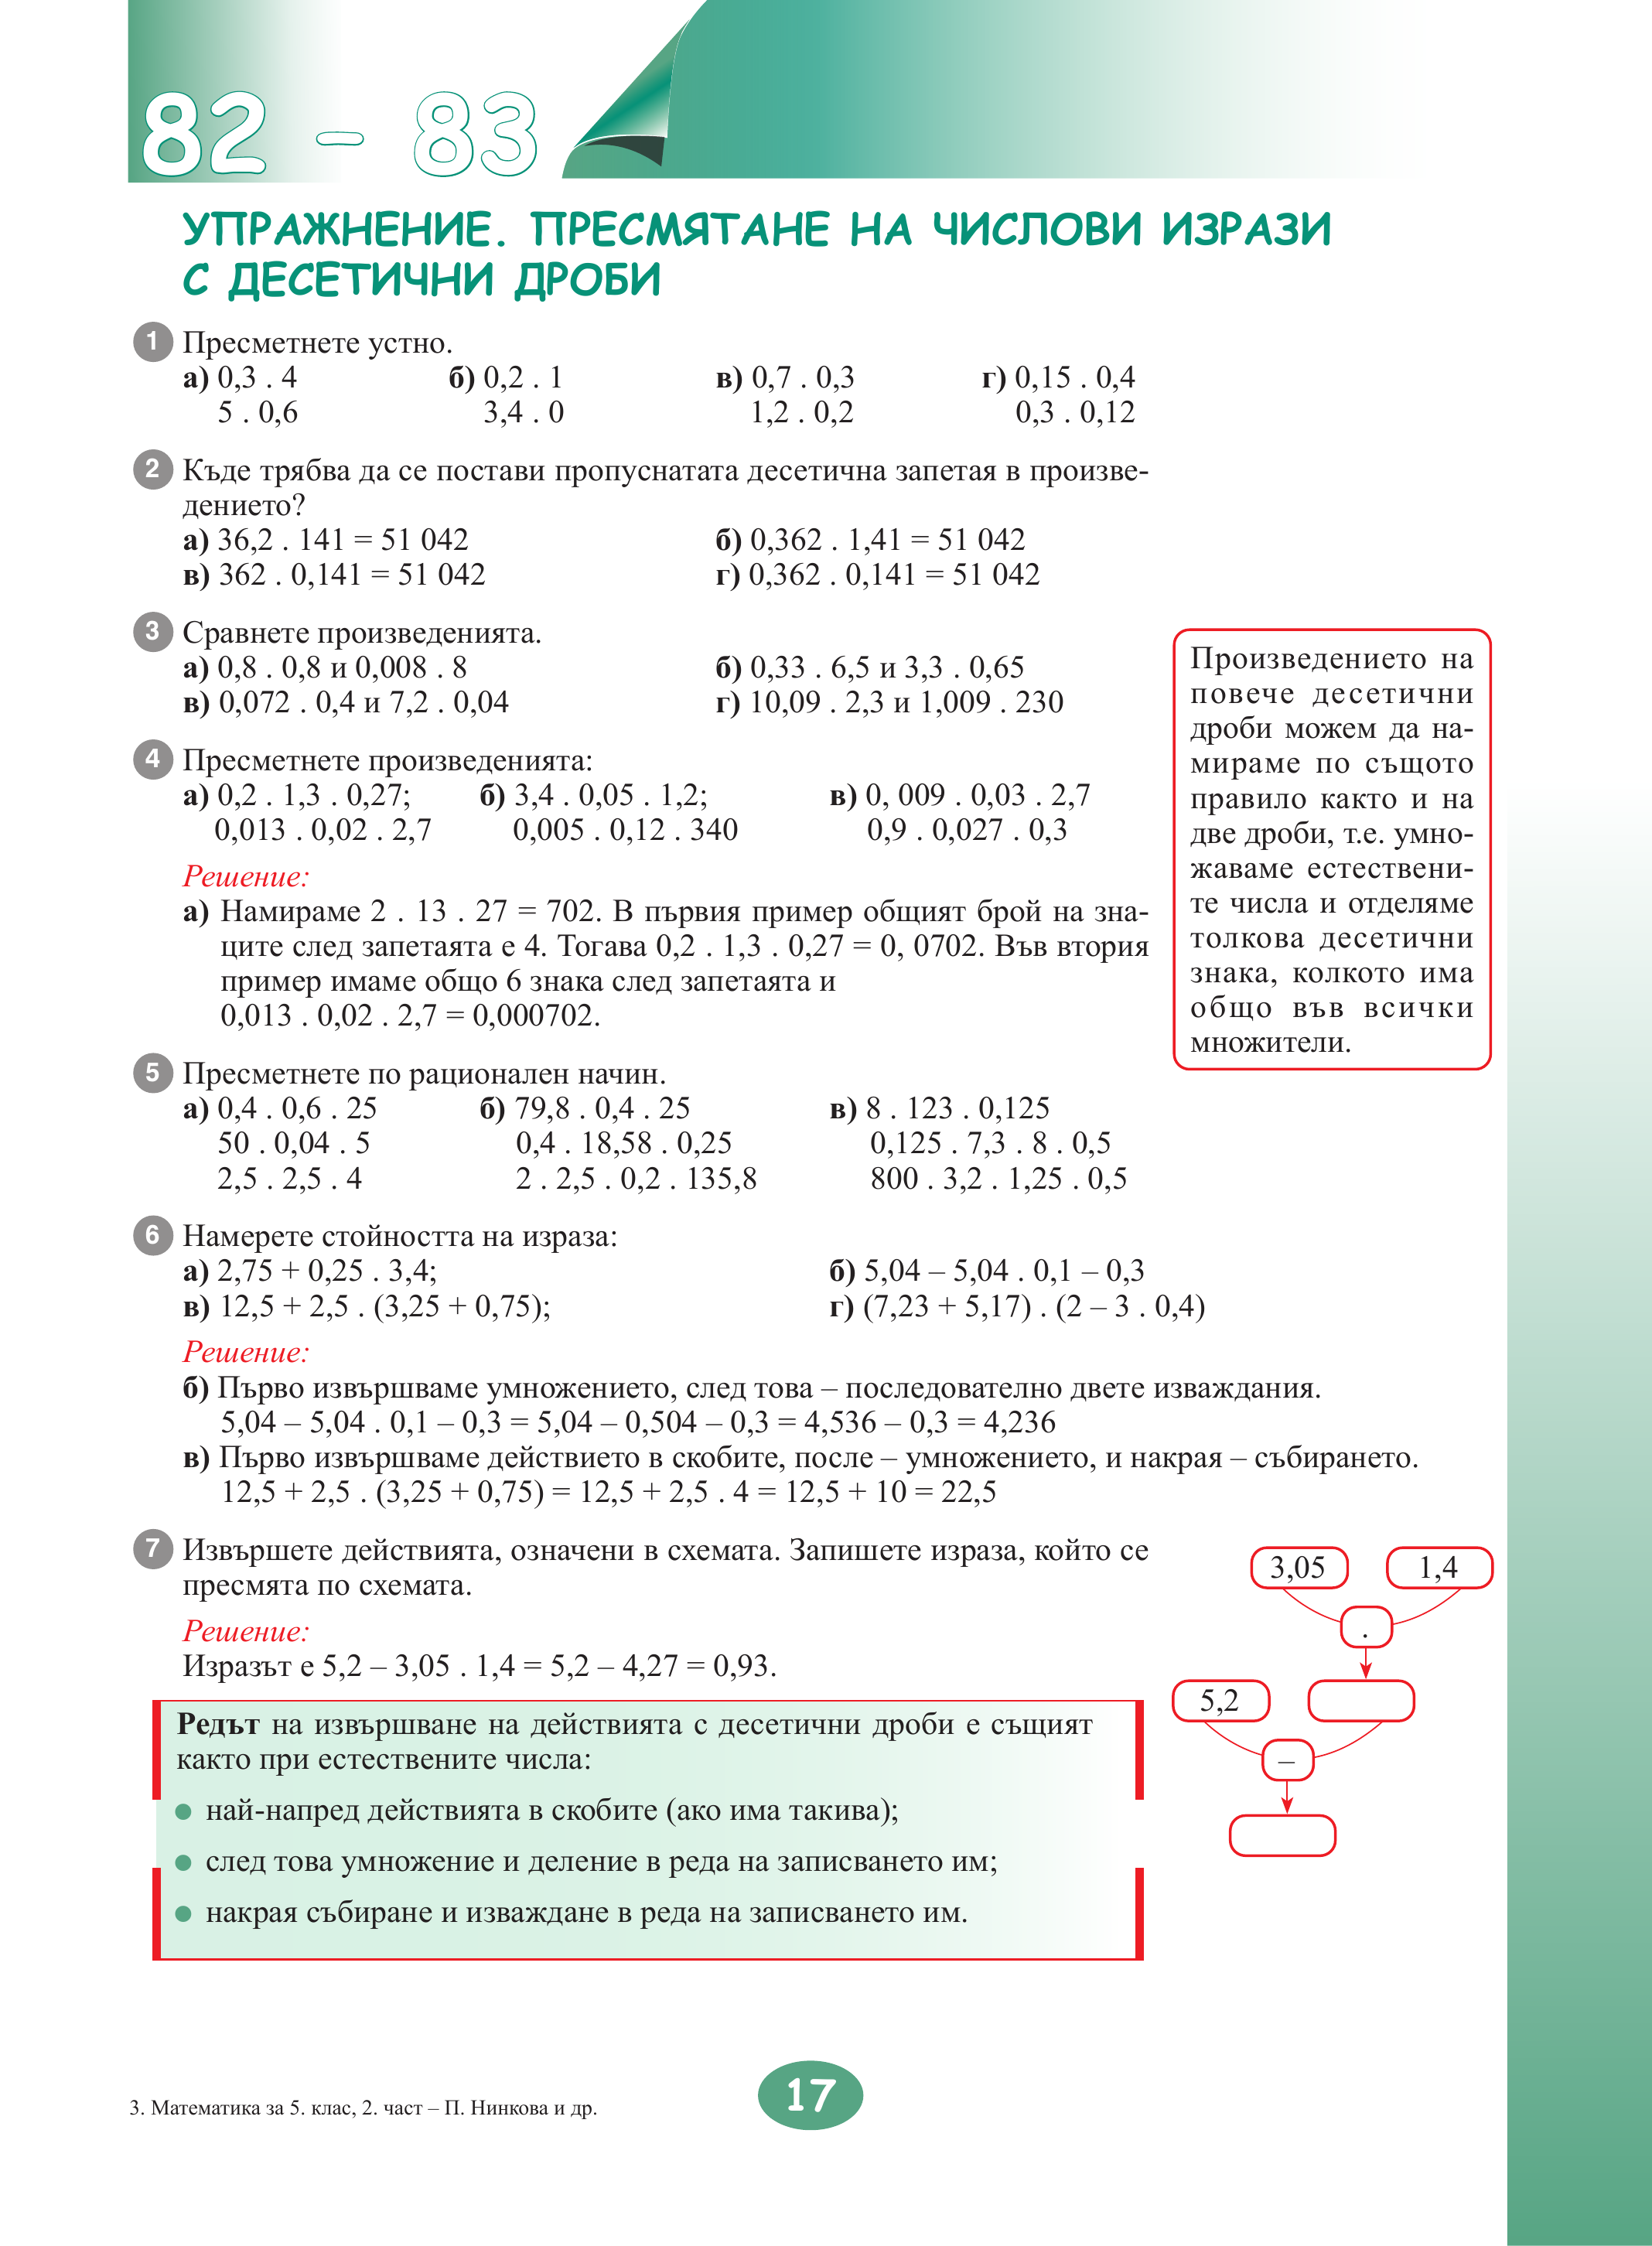 82 – 83
УПРАЖНЕНИЕ. ПРЕСМЯТАНЕ НА ЧИСЛОВИ ИЗРАЗИ
С ДЕСЕТИЧНИ ДРОБИ
1 Пресметнете устно.
а) 0,3 . 4 б) 0,2 . 1 в) 0,7 . 0,3 г) 0,15 . 0,4
5 . 0,6 3,4 . 0 1,2 . 0,2 0,3 . 0,12
2 Къде трябва да се постави пропуснатата десетична запетая в произве-
дението?
а) 36,2 . 141 = 51 042 б) 0,362 . 1,41 = 51 042
в) 362 . 0,141 = 51 042 г) 0,362 . 0,141 = 51 042
3 Сравнете произведенията.
а) 0,8 . 0,8 и 0,008 . 8 б) 0,33 . 6,5 и 3,3 . 0,65
в) 0,072 . 0,4 и 7,2 . 0,04 г) 10,09 . 2,3 и 1,009 . 230
4 Пресметнете произведенията:
а) 0,2 . 1,3 . 0,27; б) 3,4 . 0,05 . 1,2; в) 0, 009 . 0,03 . 2,7
0,013 . 0,02 . 2,7 0,005 . 0,12 . 340 0,9 . 0,027 . 0,3
Решение:
а) Намираме 2 . 13 . 27 = 702. В първия пример общият брой на зна-
ците след запетаята е 4. Тогава 0,2 . 1,3 . 0,27 = 0, 0702. Във втория
пример имаме общо 6 знака след запетаята и
0,013 . 0,02 . 2,7 = 0,000702.
Произведението на
повече десетични
дроби можем да на-
мираме по същото
правило както и на
две дроби, т.е. умно-
жаваме естествени-
те числа и отделяме
толкова десетични
знака, колкото има
общо във всички
множители.
5 Пресметнете по рационален начин.
а) 0,4 . 0,6 . 25 б) 79,8 . 0,4 . 25 в) 8 . 123 . 0,125
50 . 0,04 . 5 0,4 . 18,58 . 0,25 0,125 . 7,3 . 8 . 0,5
2,5 . 2,5 . 4 2 . 2,5 . 0,2 . 135,8 800 . 3,2 . 1,25 . 0,5
6 Намерете стойността на израза:
а) 2,75 + 0,25 . 3,4; б) 5,04 – 5,04 . 0,1 – 0,3
в) 12,5 + 2,5 . (3,25 + 0,75); г) (7,23 + 5,17) . (2 – 3 . 0,4)
Решение:
б) Първо извършваме умножението, след това – последователно двете изваждания.
5,04 – 5,04 . 0,1 – 0,3 = 5,04 – 0,504 – 0,3 = 4,536 – 0,3 = 4,236
в) Първо извършваме действието в скобите, после – умножението, и накрая – събирането.
12,5 + 2,5 . (3,25 + 0,75) = 12,5 + 2,5 . 4 = 12,5 + 10 = 22,5
7 Извършете действията, означени в схемата. Запишете израза, който се
пресмята по схемата.
Решение:
Изразът е 5,2 – 3,05 . 1,4 = 5,2 – 4,27 = 0,93.
3,05 1,4
.
5,2
–
Редът на извършване на действията с десетични дроби е същият
както при естествените числа:
● най-напред действията в скобите (ако има такива);
● след това умножение и деление в реда на записването им;
● накрая събиране и изваждане в реда на записването им.
17
3. Математика за 5. клас, 2. част – П. Нинкова и др.